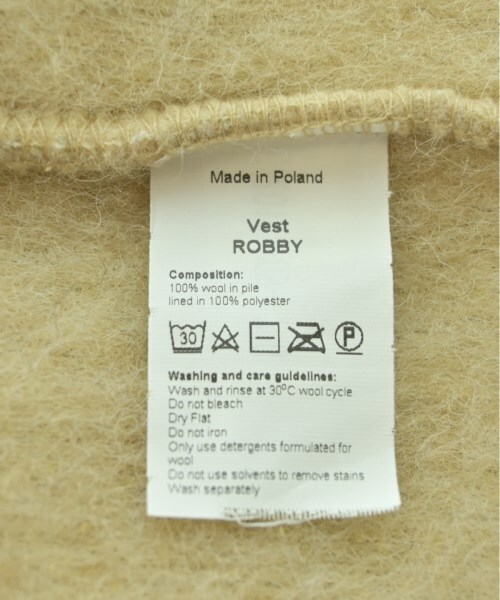 Made in Poland
Vest
ROBBY
Composition:
100% wool in pile
lined in 100% polyester
30 P
Washing and care guidelines:
Wash and rinse at 30°C wool cycle
Do not bleach
Dry Flat
Do not iron
Only use detergents formulated for
wool
Do not use solvents to remove stains
Wash separately